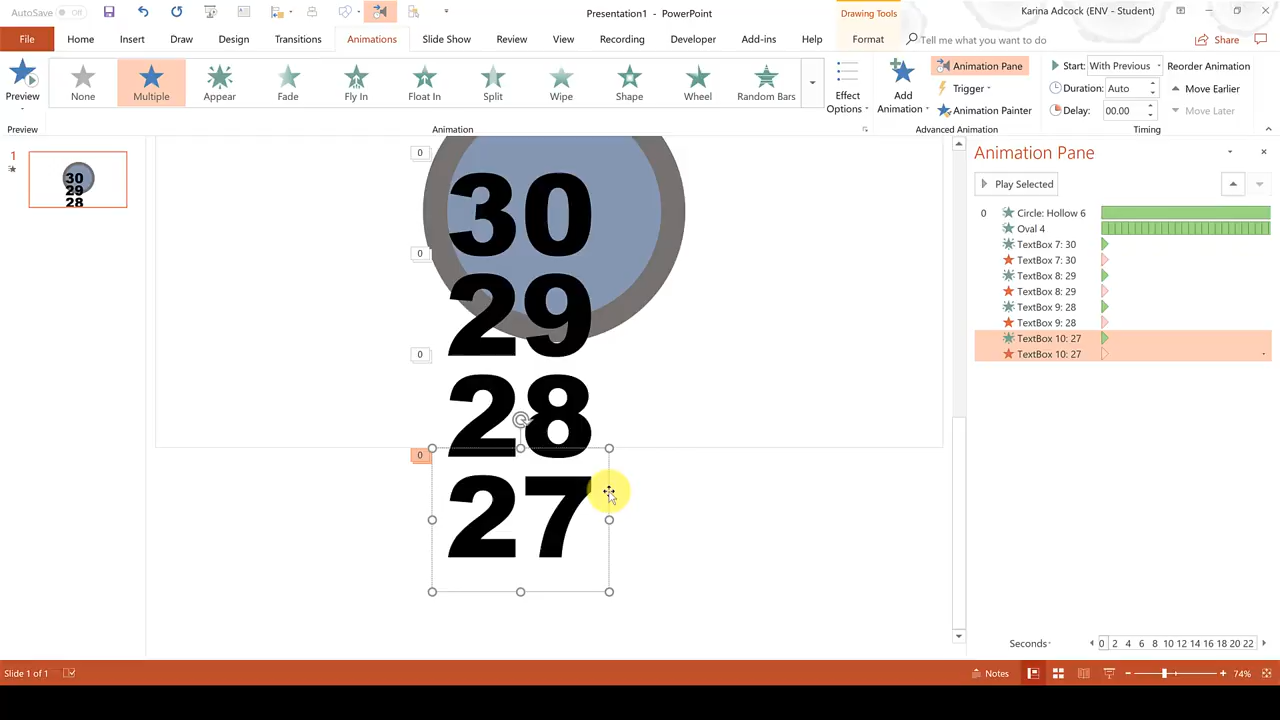 AutoSave Off Presentation1 - PowerPoint Drawing Tools Karina Adcock (ENV - Student)
File Home Insert Draw Design Transitions Animations Slide Show Review View Recording Developer Add-ins Help Format Tell me what you want to do Share
None Multiple Appear Fade Fly In Float In Split Wipe Shape Wheel Random Bars
Preview
Preview
Animation
Effect
Options
Add
Animation
Animation Pane
Trigger
Animation Painter
Advanced Animation
Start: With Previous
Duration: Auto
Delay: 00.00
Timing
Reorder Animation
Move Earlier
Move Later
1
30
29
28
0
30
0
29
0
28
0
27
Animation Pane
Play Selected
0 Circle: Hollow 6
Oval 4
TextBox 7: 30
TextBox 7: 30
TextBox 8: 29
TextBox 8: 29
TextBox 9: 28
TextBox 9: 28
TextBox 10: 27
TextBox 10: 27
Seconds 0 2 4 6 8 10 12 14 16 18 20 22
Slide 1 of 1 Notes 74%